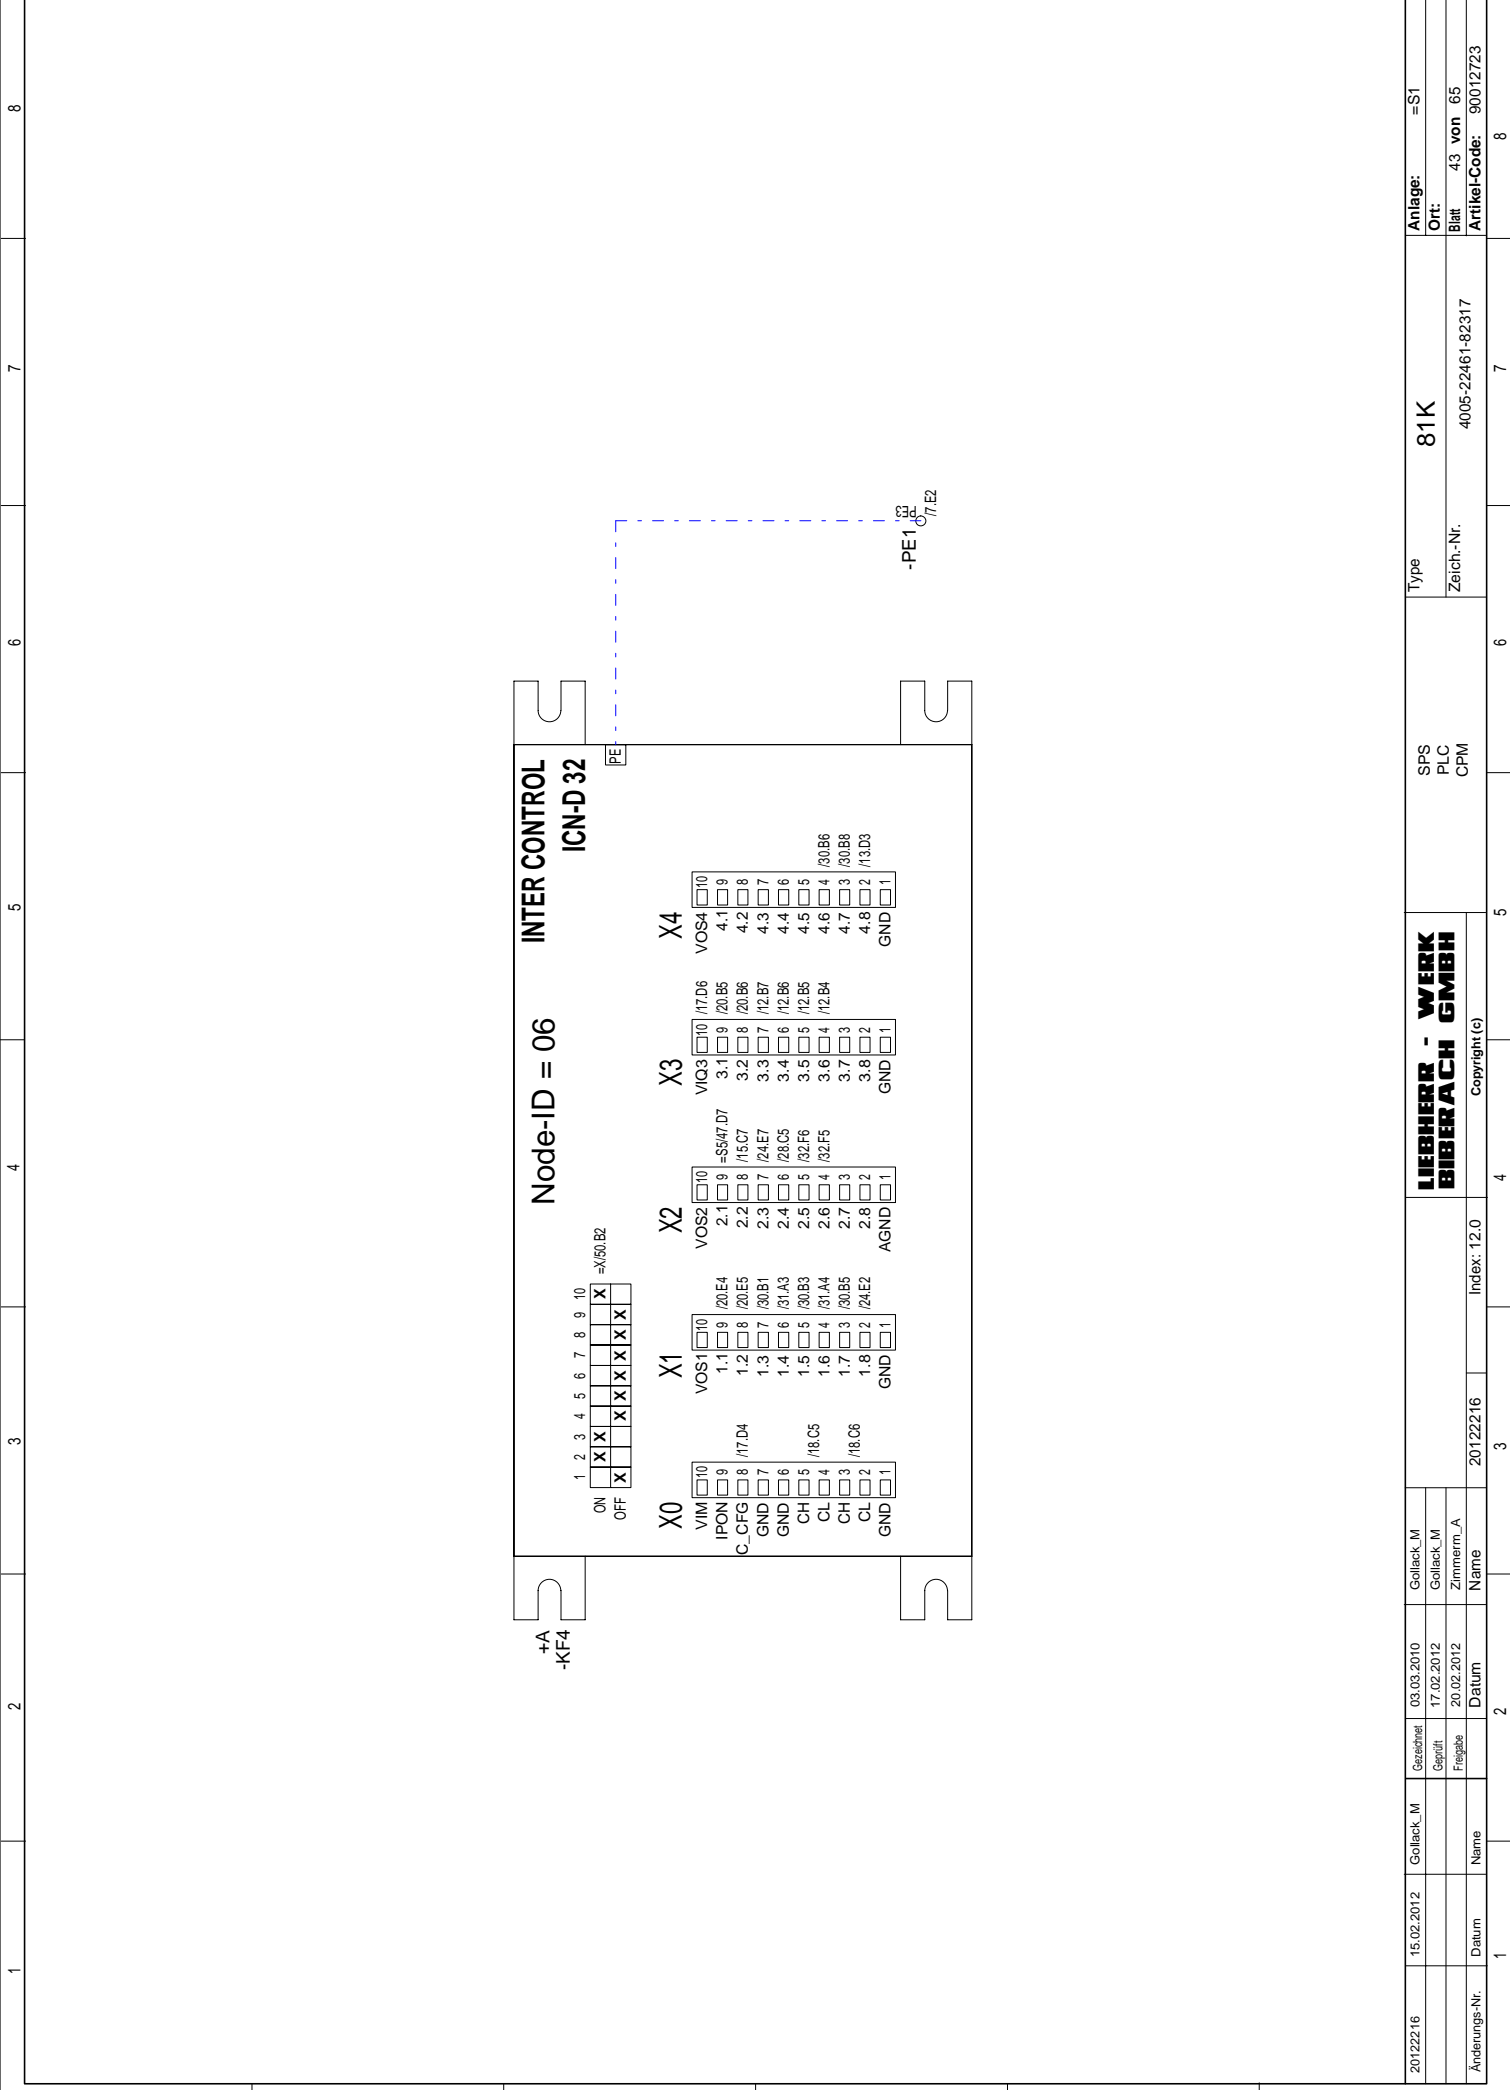 1 2 3 4 5 6 7 8
+A
-KF4
INTER CONTROL
ICN-D 32
Node-ID = 06
1 2 3 4 5 6 7 8 9 10
ON X X X =X/50.B2
OFF X X X X X X X
PE
X0
VIM 10
IPON 9
C_CFG 8 /17.D4
GND 7
GND 6
CH 5
CL 4 /18.C5
CH 3
CL 2 /18.C6
GND 1
X1
VOS1 10
1.1 9 /20.E4
1.2 8 /20.E5
1.3 7 /30.B1
1.4 6 /31.A3
1.5 5 /30.B3
1.6 4 /31.A4
1.7 3 /30.B5
1.8 2 /24.E2
GND 1
X2
VOS2 10
2.1 9 =S5/47.D7
2.2 8 /15.C7
2.3 7 /24.E7
2.4 6 /28.C5
2.5 5 /32.F6
2.6 4 /32.F5
2.7 3
2.8 2
AGND 1
X3
VIQ3 10 /17.D6
3.1 9 /20.B5
3.2 8 /20.B6
3.3 7 /12.B7
3.4 6 /12.B6
3.5 5 /12.B5
3.6 4 /12.B4
3.7 3
3.8 2
GND 1
X4
VOS4 10
4.1 9
4.2 8
4.3 7
4.4 6
4.5 5
4.6 4 /30.B6
4.7 3 /30.B8
4.8 2 /13.D3
GND 1
-PE1
PE3
/7.E2
20122216 15.02.2012 Gollack_M
Änderungs-Nr. Datum Name
Gezeichnet 03.03.2010 Gollack_M
Geprüft 17.02.2012 Gollack_M
Freigabe 20.02.2012 Zimmerm_A
Datum Name
20122216 Index: 12.0
LIEBHERR - WERK
BIBERACH GMBH
Copyright (c)
SPS
PLC
CPM
Type 81K
Zeich.-Nr. 4005-22461-82317
Anlage: =S1
Ort:
Blatt 43 von 65
Artikel-Code: 90012723
1 2 3 4 5 6 7 8